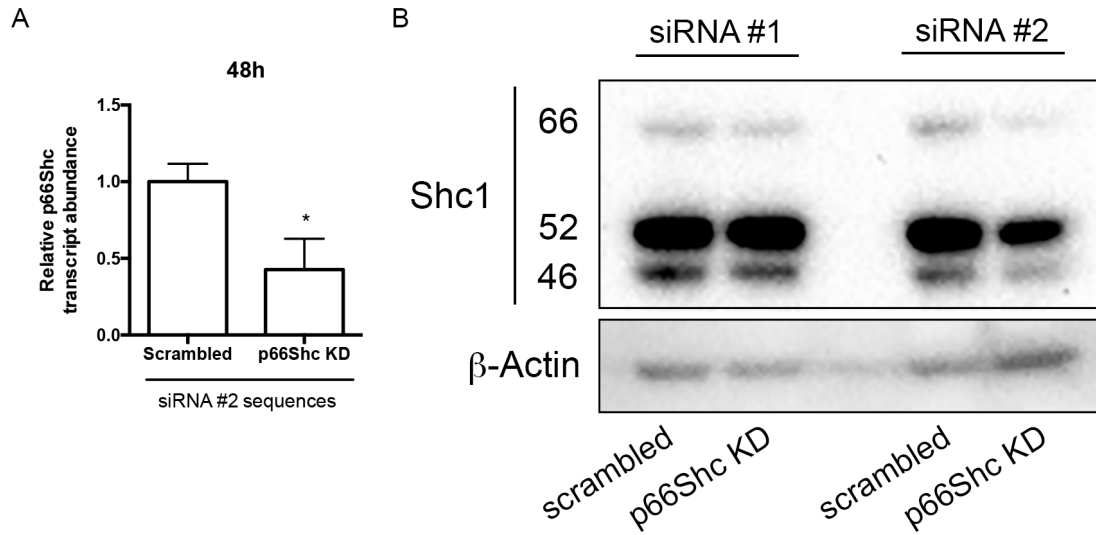 A
48h
Relative p66Shc
transcript abundance
1.5
1.0
0.5
0.0
*
Scrambled p66Shc KD
siRNA #2 sequences
B
siRNA #1 siRNA #2
Shc1
66
52
46
β-Actin
scrambled
p66Shc KD
scrambled
p66Shc KD